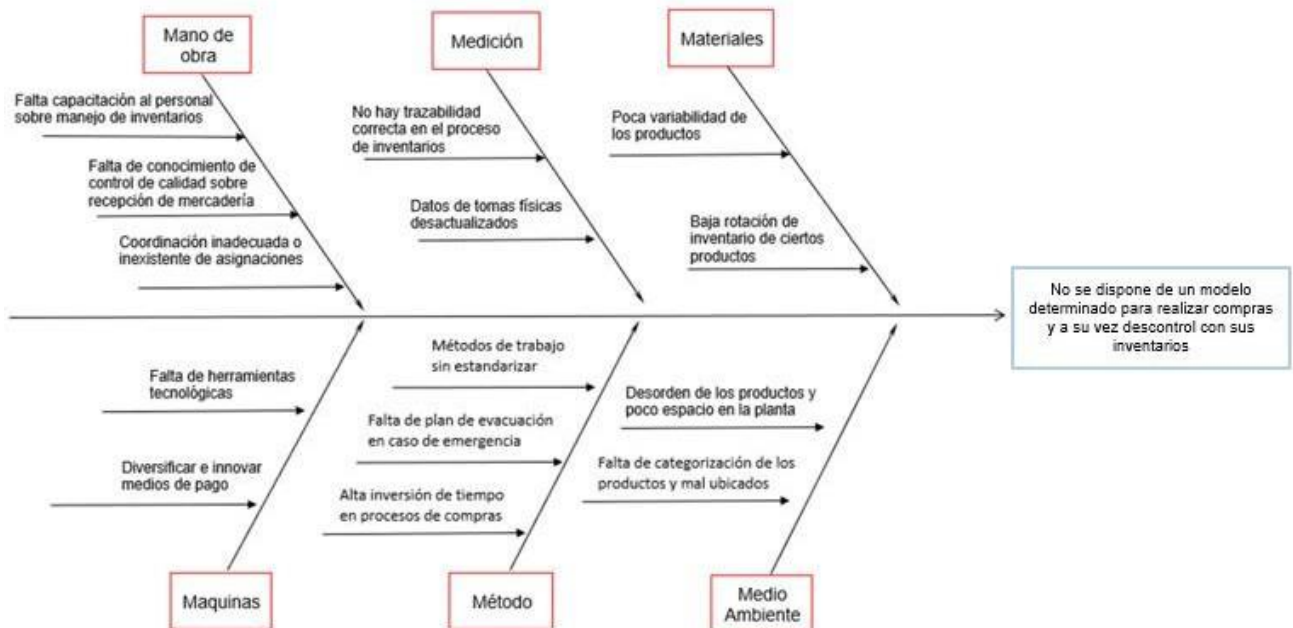 Mano de
obra
Medición
Materiales
Falta capacitación al personal
sobre manejo de inventarios
Falta de conocimiento de
control de calidad sobre
recepción de mercadería
Coordinación inadecuada o
inexistente de asignaciones
No hay trazabilidad
correcta en el proceso
de inventarios
Datos de tomas físicas
desactualizados
Poca variabilidad de
los productos
Baja rotación de
inventario de ciertos
productos
No se dispone de un modelo
determinado para realizar compras
y a su vez descontrol con sus
inventarios
Falta de herramientas
tecnológicas
Diversificar e innovar
medios de pago
Métodos de trabajo
sin estandarizar
Falta de plan de evacuación
en caso de emergencia
Alta inversión de tiempo
en procesos de compras
Desorden de los productos y
poco espacio en la planta
Falta de categorización de los
productos y mal ubicados
Maquinas
Método
Medio
Ambiente